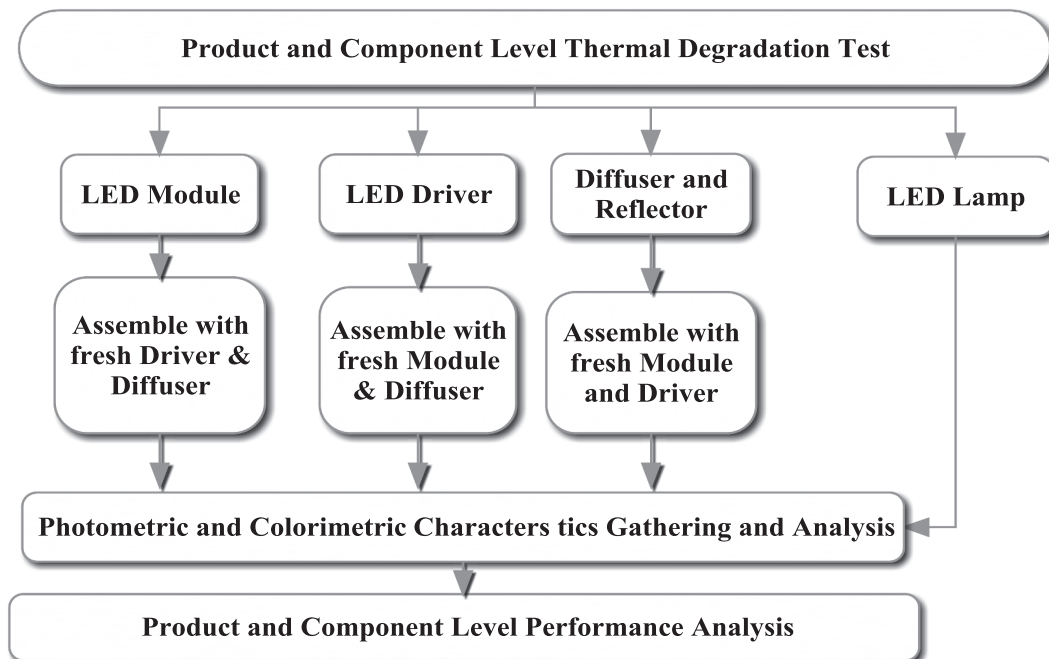 Product and Component Level Thermal Degradation Test
LED Module
LED Driver
Diffuser and
Reflector
LED Lamp
Assemble with
fresh Driver &
Diffuser
Assemble with
fresh Module
& Diffuser
Assemble with
fresh Module
and Driver
Photometric and Colorimetric Characters tics Gathering and Analysis
Product and Component Level Performance Analysis